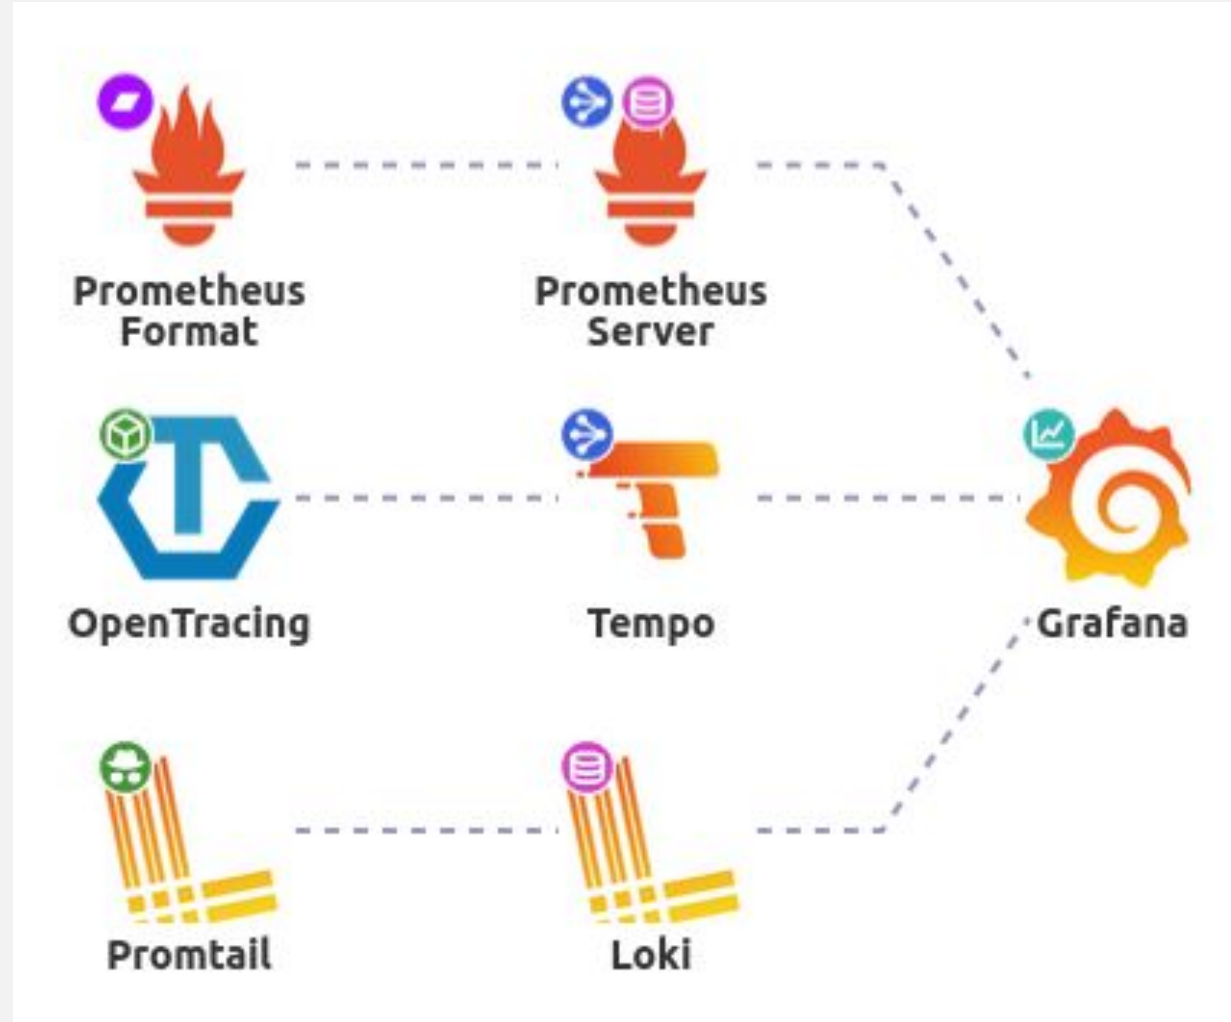 Prometheus
Format
Prometheus
Server
OpenTracing
Tempo
Grafana
Promtail
Loki